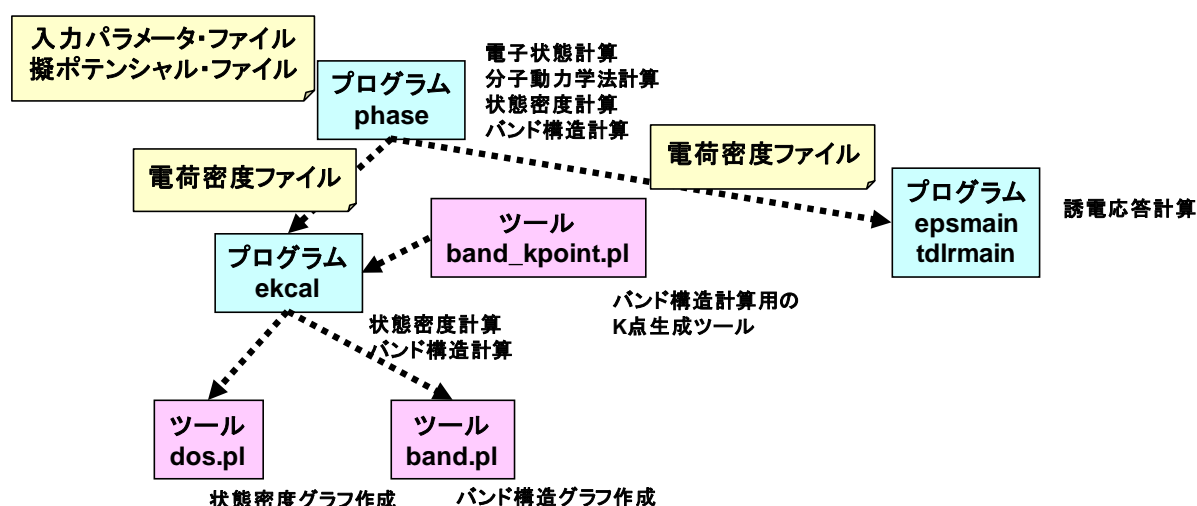 入力パラメータ・ファイル
擬ポテンシャル・ファイル
プログラム
phase
電子状態計算
分子動力学法計算
状態密度計算
バンド構造計算
電荷密度ファイル
電荷密度ファイル
プログラム
epsmain
tdlrmain
誘電応答計算
プログラム
ekcal
ツール
band_kpoint.pl
バンド構造計算用の
K点生成ツール
状態密度計算
バンド構造計算
ツール
dos.pl
ツール
band.pl
状態密度グラフ作成
バンド構造グラフ作成